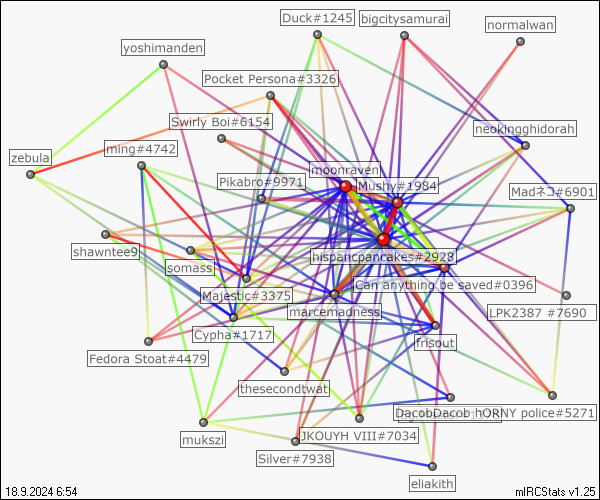 Duck#1245
bigcitysamurai
normalwan
yoshimanden
Pocket Persona#3326
Swirly Boi#6154
neokingghidorah
ming#4742
zebula
moonraven
Pikabro#9971
Mushy#1984
Madネコ#6901
shawntee9
somass
hispancpancakes#2928
Can anything be saved#0396
Majestic#3375
marcemadness
LPK2387 #7690
Cypha#1717
frisout
Fedora Stoat#4479
thesecondtwat
DacobDacob
hORNY police#5271
mukszi
JKOUYH VIII#7034
Silver#7938
eliakith
18.9.2024 6:54
mIRCStats v1.25